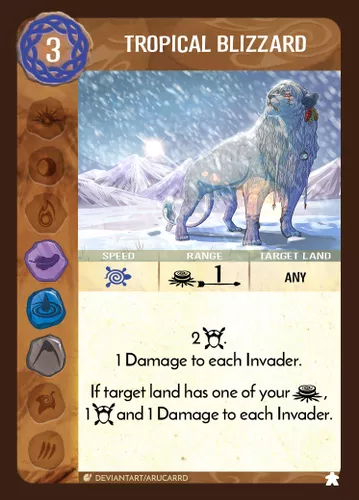 3
TROPICAL BLIZZARD
SPEED RANGE TARGET LAND
1 ANY
2 .
1 Damage to each Invader.
If target land has one of your ,
1 and 1 Damage to each Invader.
DEVIANTART/ARUCARRD